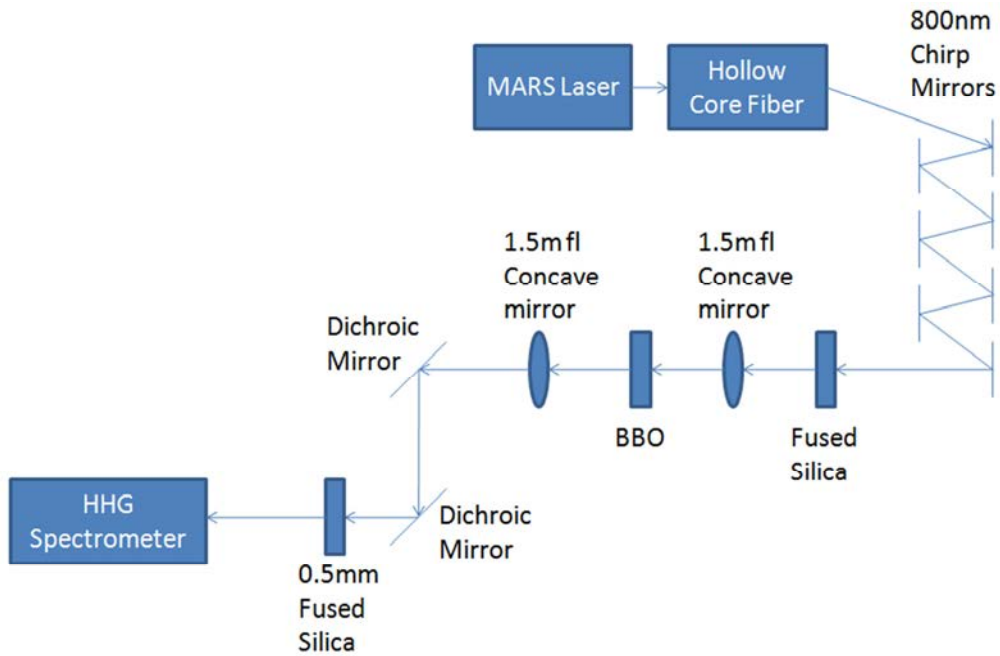 800nm
Chirp
Mirrors
MARS Laser
Hollow
Core Fiber
1.5m fl
Concave
mirror
1.5m fl
Concave
mirror
Dichroic
Mirror
BBO
Fused
Silica
HHG
Spectrometer
Dichroic
Mirror
0.5mm
Fused
Silica